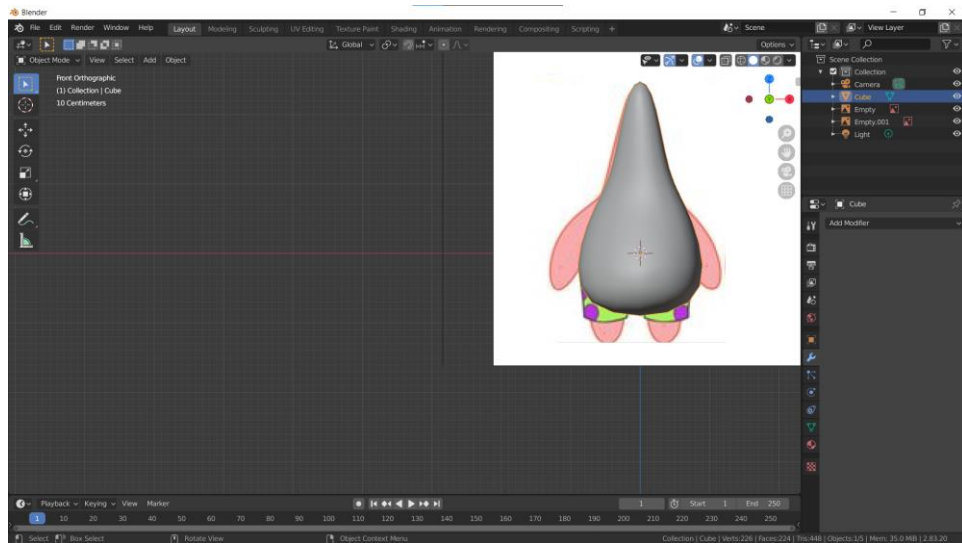 Blender
File Edit Render Window Help Layout Modeling Sculpting UV Editing Texture Paint Shading Animation Rendering Compositing Scripting + Scene View Layer
Global Options
Object Mode View Select Add Object
Front Orthographic
(1) Collection | Cube
10 Centimeters
Scene Collection
Collection
Camera
Cube
Empty
Empty.001
Light
Cube
Add Modifier
Playback Keying View Marker 1 Start 1 End 250
1 10 20 30 40 50 60 70 80 90 100 110 120 130 140 150 160 170 180 190 200 210 220 230 240 250
Select Box Select Rotate View Object Context Menu Collection | Cube | Verts:226 | Faces:224 | Tris:448 | Objects:1/5 | Mem: 35.0 MiB | 2.83.20